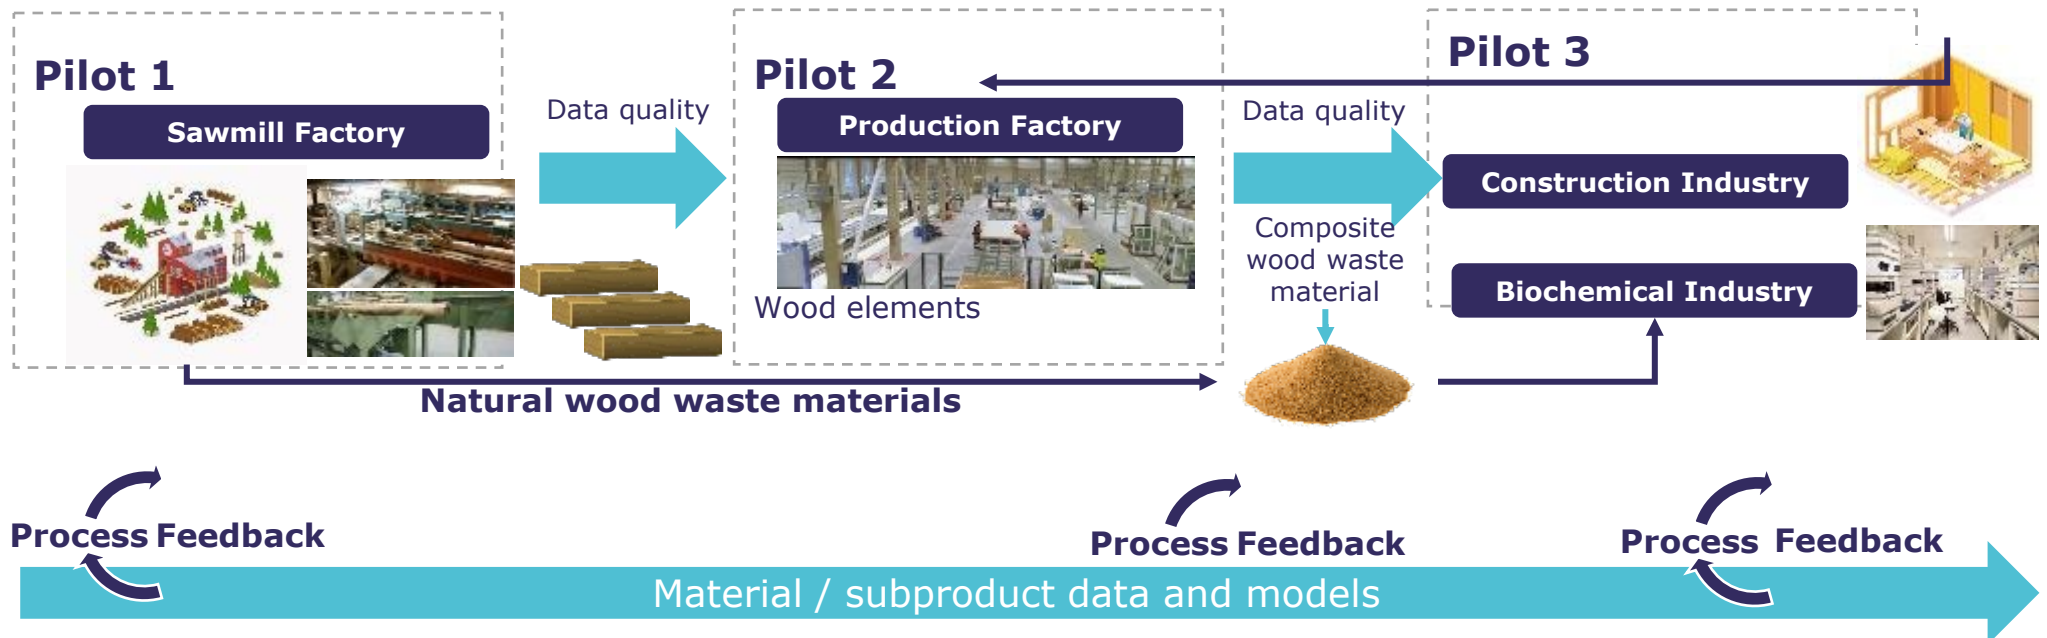 Pilot 1
Sawmill Factory
Data quality
Pilot 2
Production Factory
Wood elements
Data quality
Composite
wood waste
material
Pilot 3
Construction Industry
Biochemical Industry
Natural wood waste materials
Process Feedback
Process Feedback
Process Feedback
Material / subproduct data and models